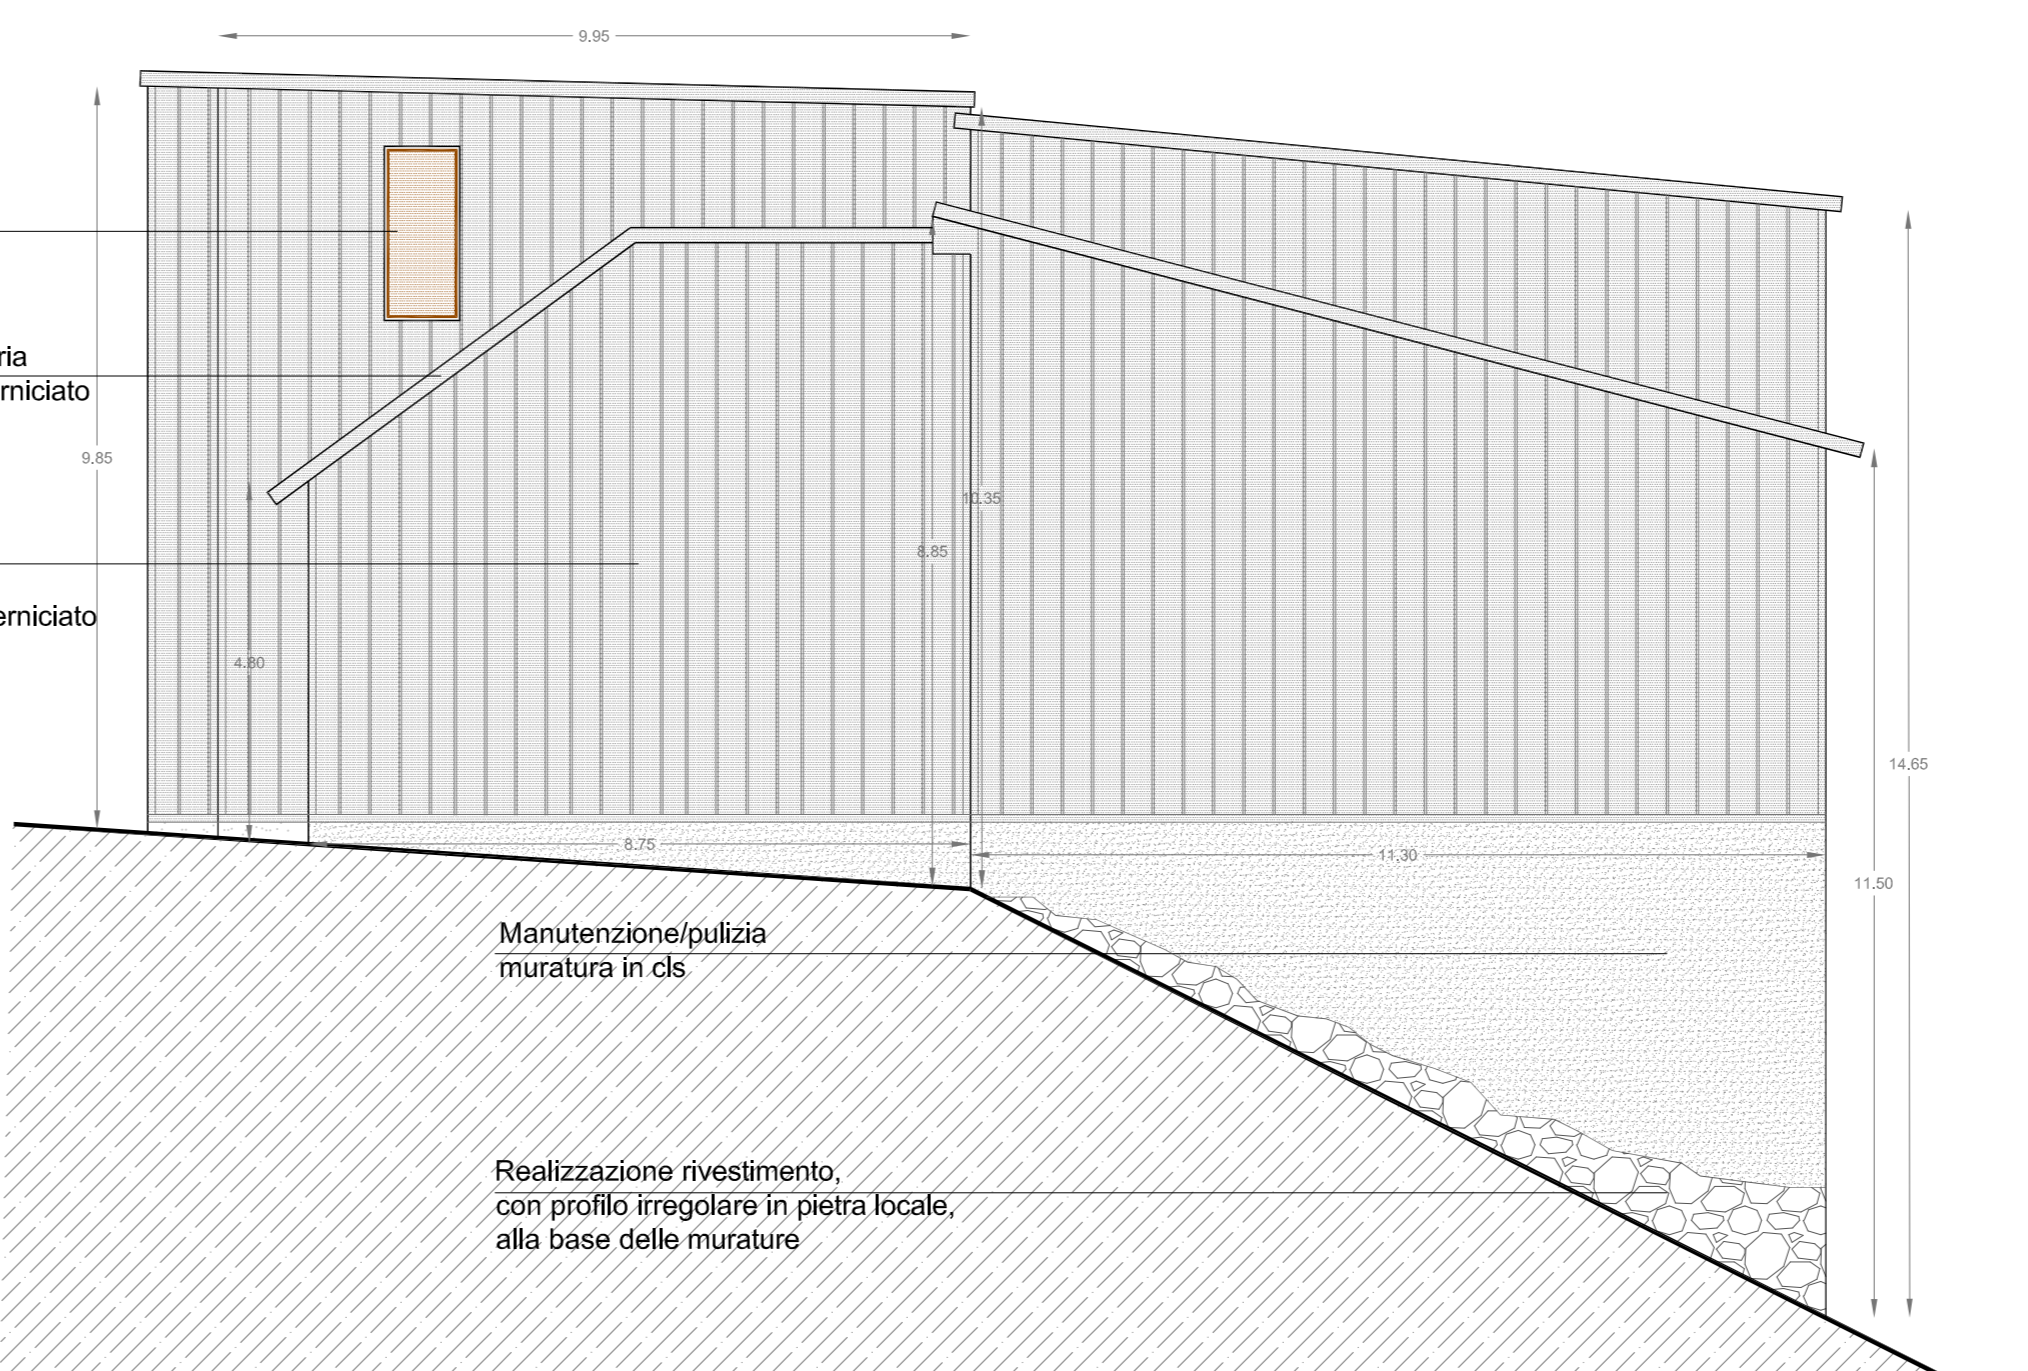 9.95
ria
rniciato
9.85
10.35
8.85
erniciato
4.80
14.65
8.75
11.30
11.50
Manutenzione/pulizia
muratura in cls
Realizzazione rivestimento,
con profilo irregolare in pietra locale,
alla base delle murature